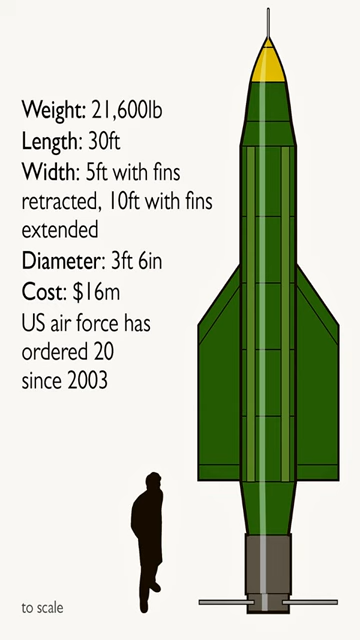 Weight: 21,600lb
Length: 30ft
Width: 5ft with fins
retracted, 10ft with fins
extended
Diameter: 3ft 6in
Cost: $16m
US air force has
ordered 20
since 2003
to scale